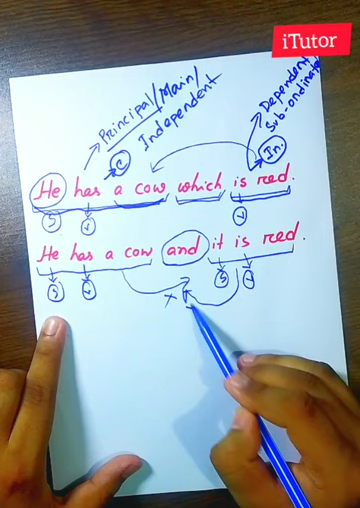 iTutor
Principal/Main/
Independent
Dependent
Sub-ordinate
C
In.
He has a cow which is red.
S V V
He has a cow and it is red.
S V S V
X